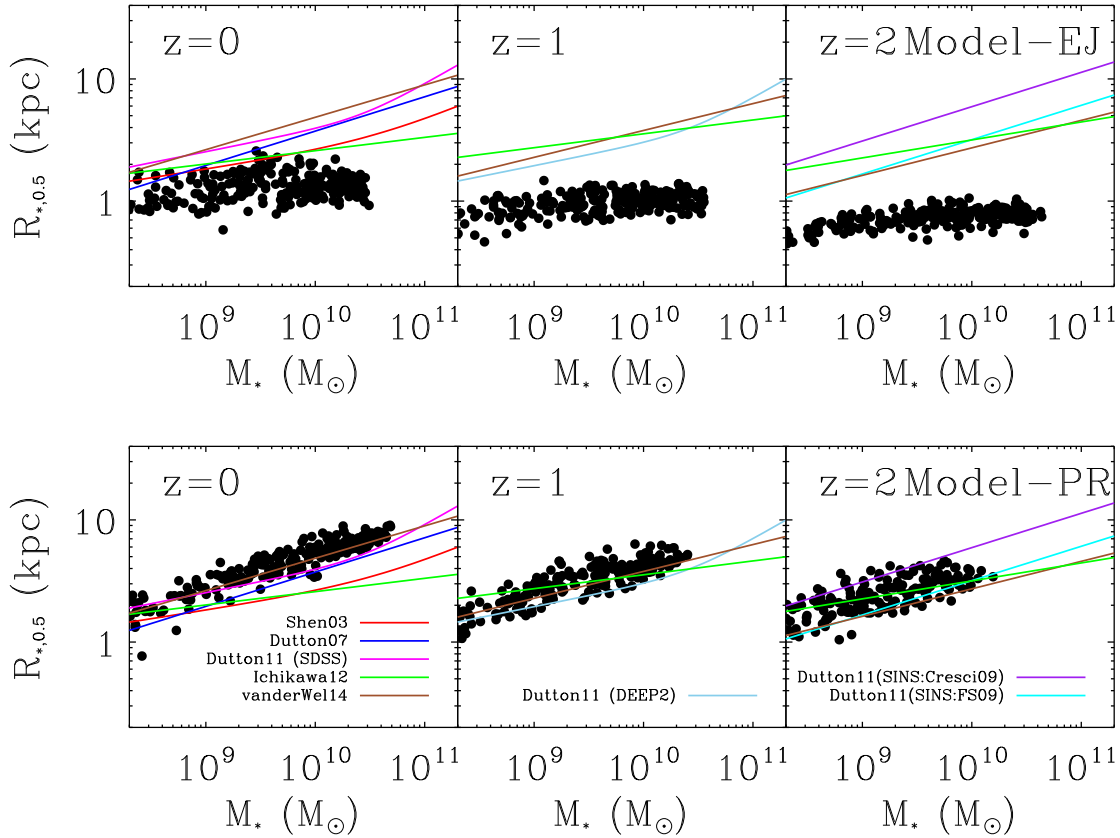 z=0 z=1 z=2 Model-EJ
10
1
R*,0.5 (kpc)
10⁹ 10¹⁰ 10¹¹ 10⁹ 10¹⁰ 10¹¹ 10⁹ 10¹⁰ 10¹¹
M* (M☉) M* (M☉) M* (M☉)
z=0 z=1 z=2 Model-PR
10
1
R*,0.5 (kpc)
Shen03
Dutton07
Dutton11 (SDSS)
Ichikawa12
vanderWel14
Dutton11 (DEEP2)
Dutton11(SINS:Cresci09)
Dutton11(SINS:FS09)
10⁹ 10¹⁰ 10¹¹ 10⁹ 10¹⁰ 10¹¹ 10⁹ 10¹⁰ 10¹¹
M* (M☉) M* (M☉) M* (M☉)